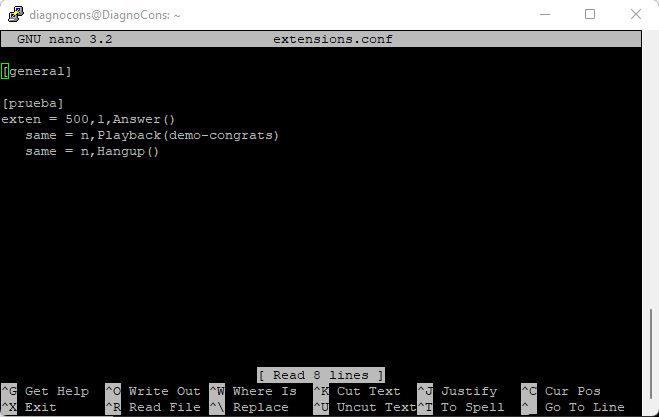 diagnocons@DiagnoCons: ~
GNU nano 3.2 extensions.conf
[general]
[prueba]
exten = 500,1,Answer()
same = n,Playback(demo-congrats)
same = n,Hangup()
[ Read 8 lines ]
^G Get Help ^O Write Out ^W Where Is ^K Cut Text ^J Justify ^C Cur Pos
^X Exit ^R Read File ^\ Replace ^U Uncut Text^T To Spell ^_ Go To Line